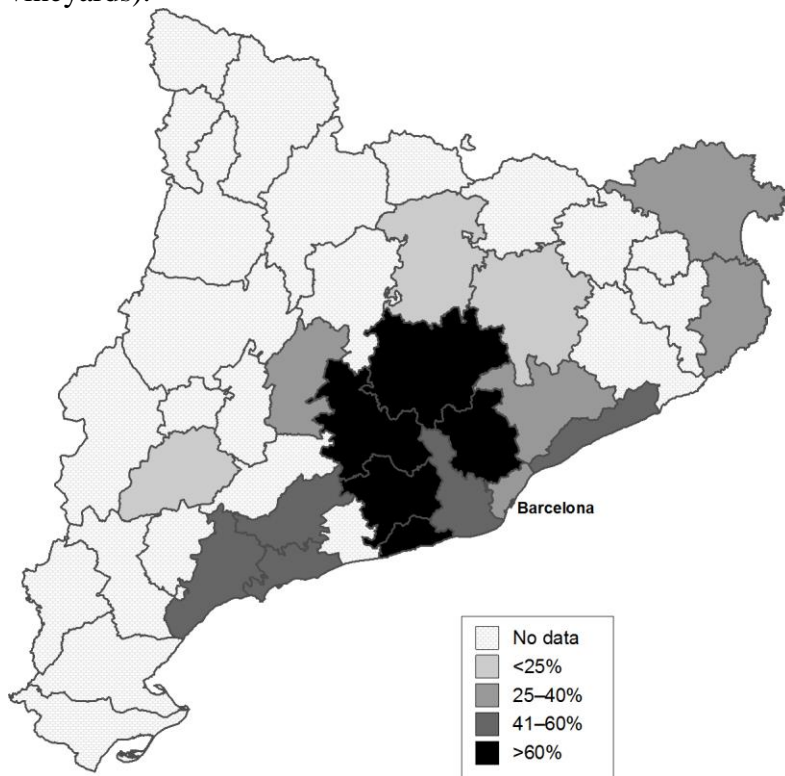 vineyards).
Barcelona
No data
<25%
25–40%
41–60%
>60%